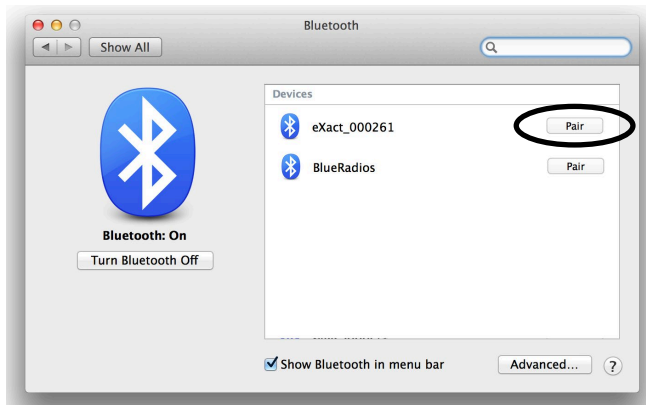 Bluetooth
Show All
Devices
eXact_000261
Pair
BlueRadios
Pair
Bluetooth: On
Turn Bluetooth Off
Show Bluetooth in menu bar
Advanced...
?